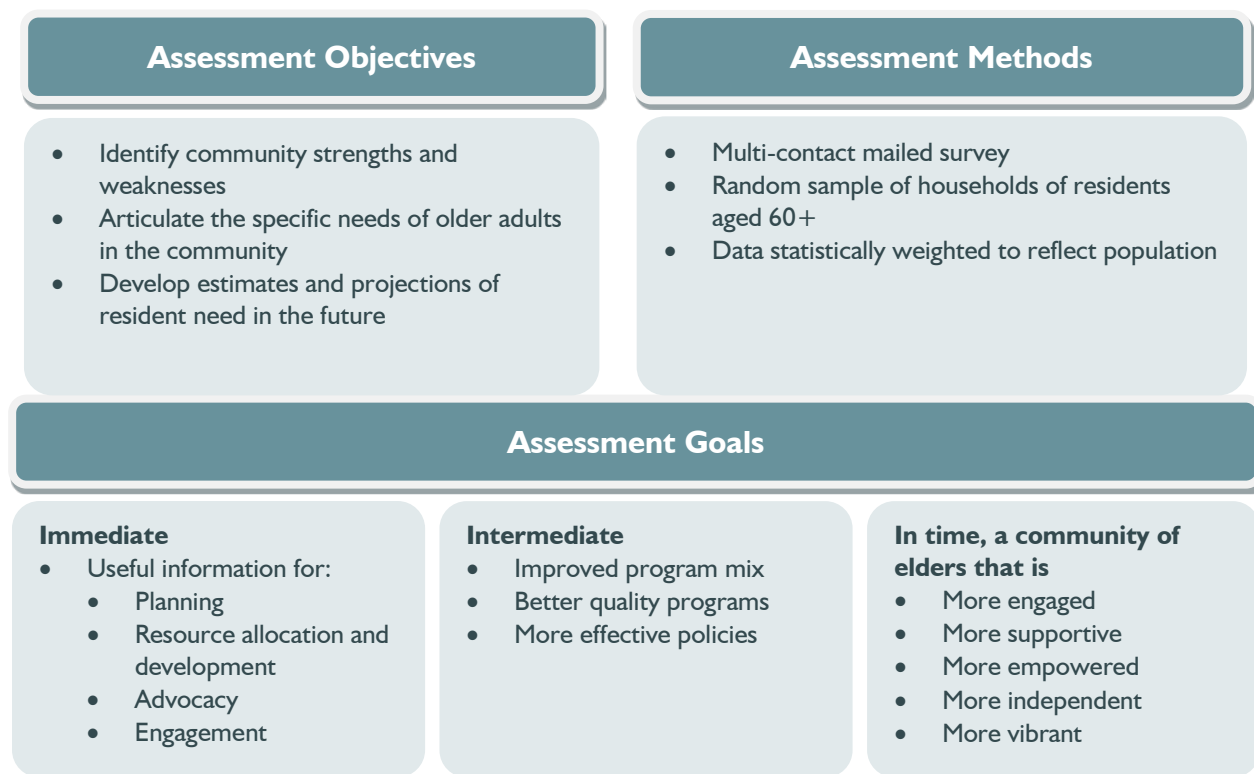 Assessment Objectives
• Identify community strengths and
weaknesses
• Articulate the specific needs of older adults
in the community
• Develop estimates and projections of
resident need in the future
Assessment Methods
• Multi-contact mailed survey
• Random sample of households of residents
aged 60+
• Data statistically weighted to reflect population
Assessment Goals
Immediate
• Useful information for:
• Planning
• Resource allocation and
development
• Advocacy
• Engagement
Intermediate
• Improved program mix
• Better quality programs
• More effective policies
In time, a community of
elders that is
• More engaged
• More supportive
• More empowered
• More independent
• More vibrant